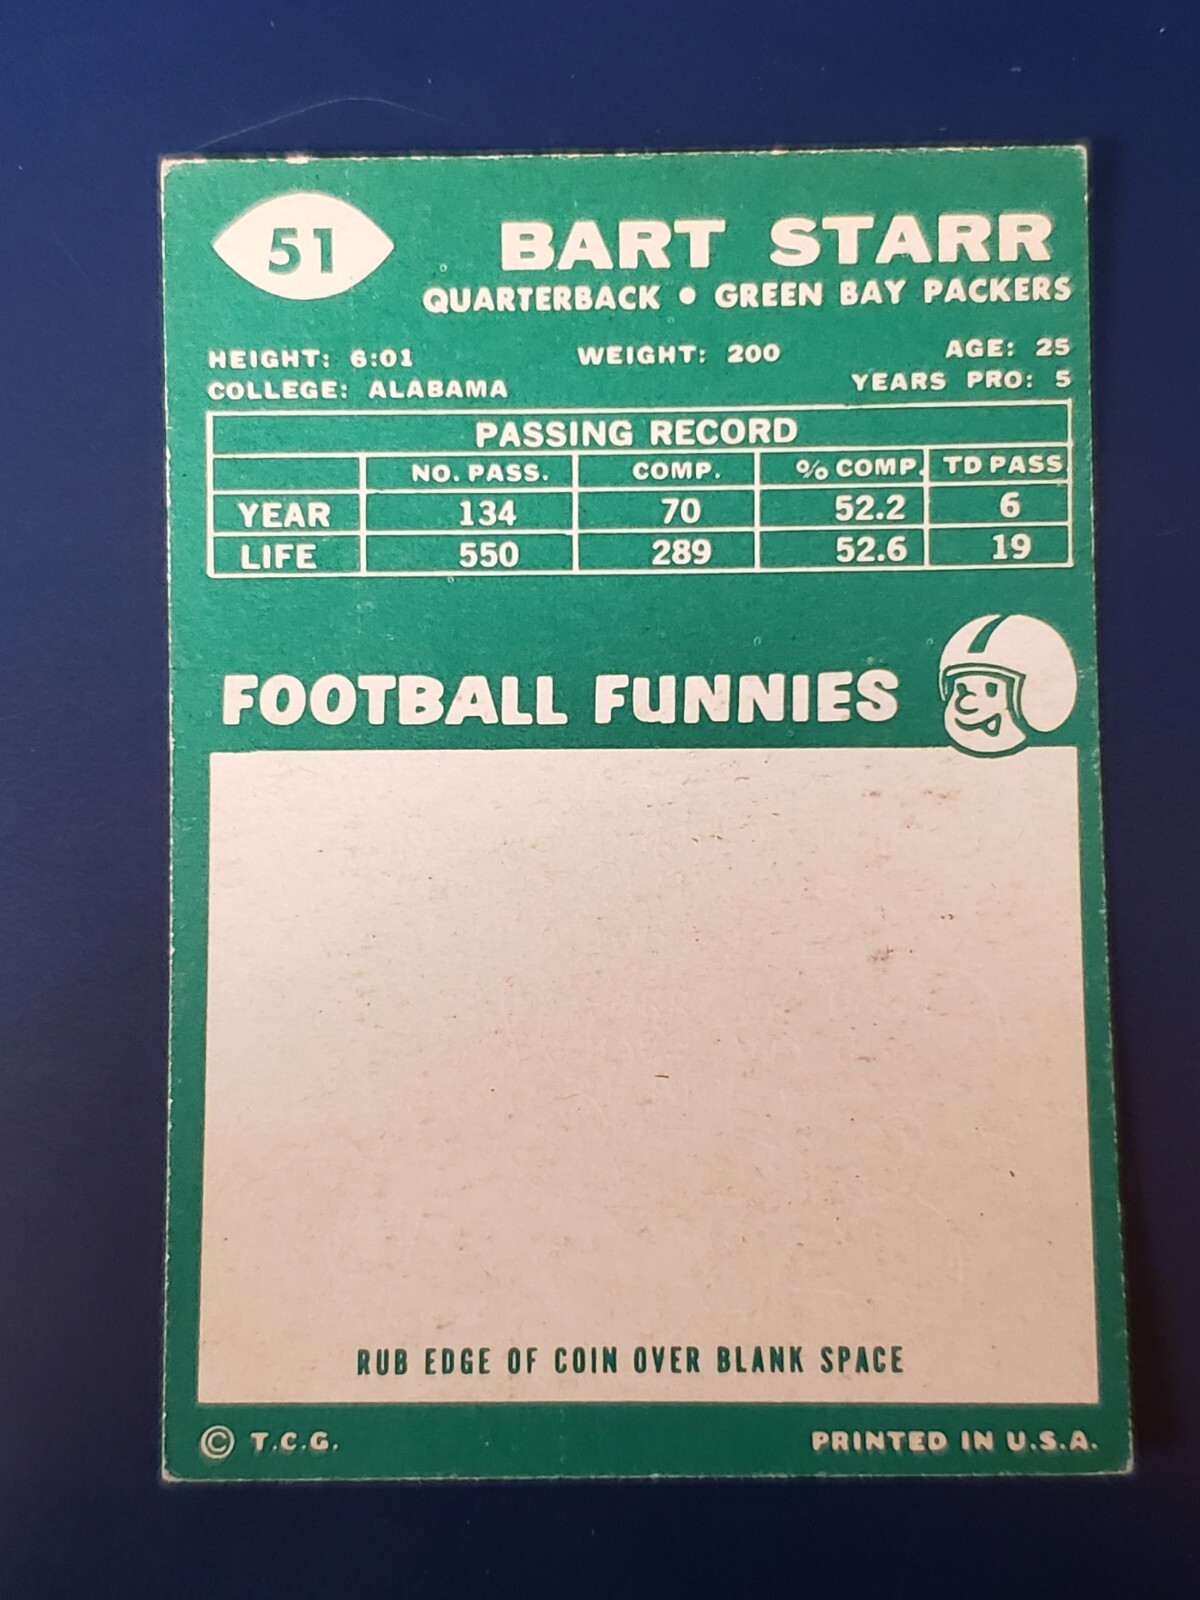 51
BART STARR
QUARTERBACK • GREEN BAY PACKERS
HEIGHT: 6:01 WEIGHT: 200 AGE: 25
COLLEGE: ALABAMA YEARS PRO: 5
PASSING RECORD
NO. PASS. COMP. % COMP. TD PASS
YEAR 134 70 52.2 6
LIFE 550 289 52.6 19
FOOTBALL FUNNIES
RUB EDGE OF COIN OVER BLANK SPACE
© T.C.G. PRINTED IN U.S.A.